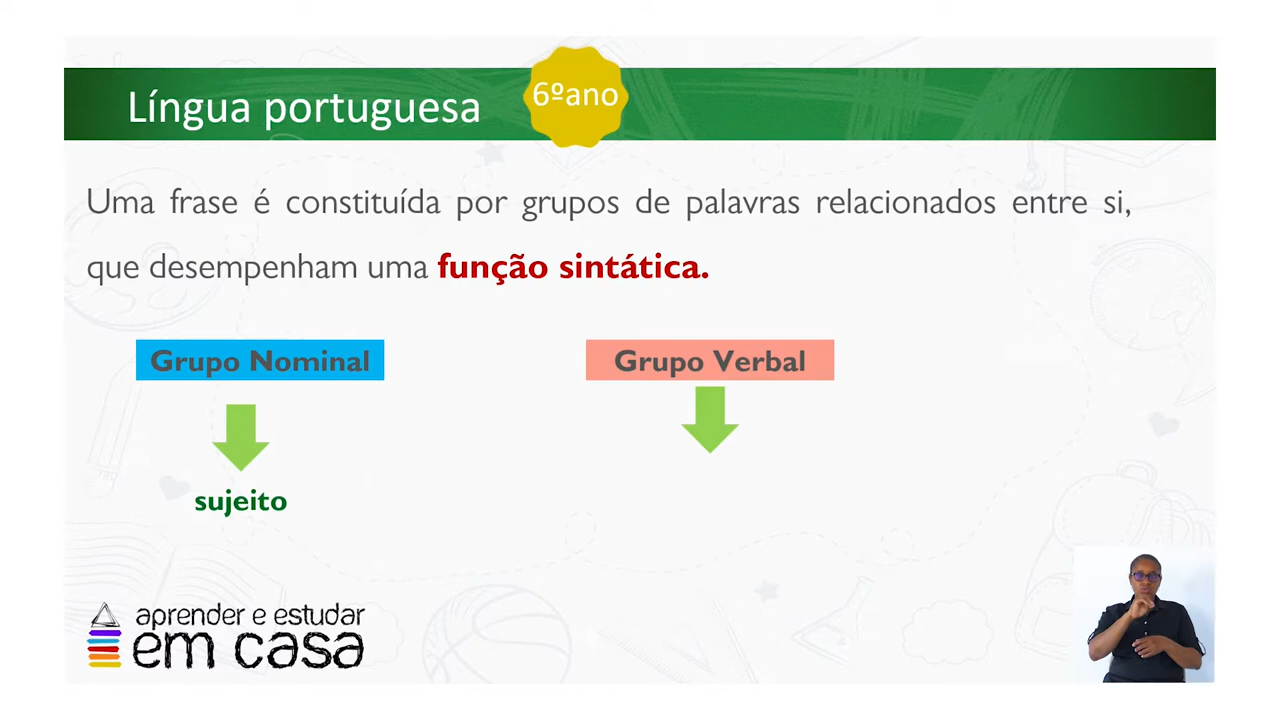 Língua portuguesa
6ºano
Uma frase é constituída por grupos de palavras relacionados entre si,
que desempenham uma função sintática.
Grupo Nominal
Grupo Verbal
sujeito
aprender e estudar
em casa